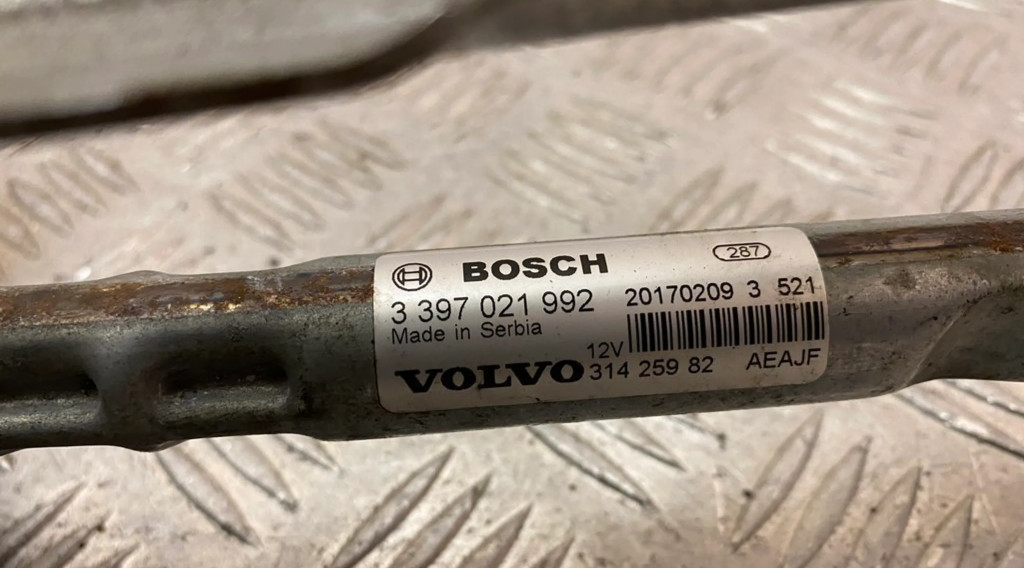 BOSCH 287
3 397 021 992 20170209 3 521
Made in Serbia
12V
VOLVO 314 259 82 AEAJF